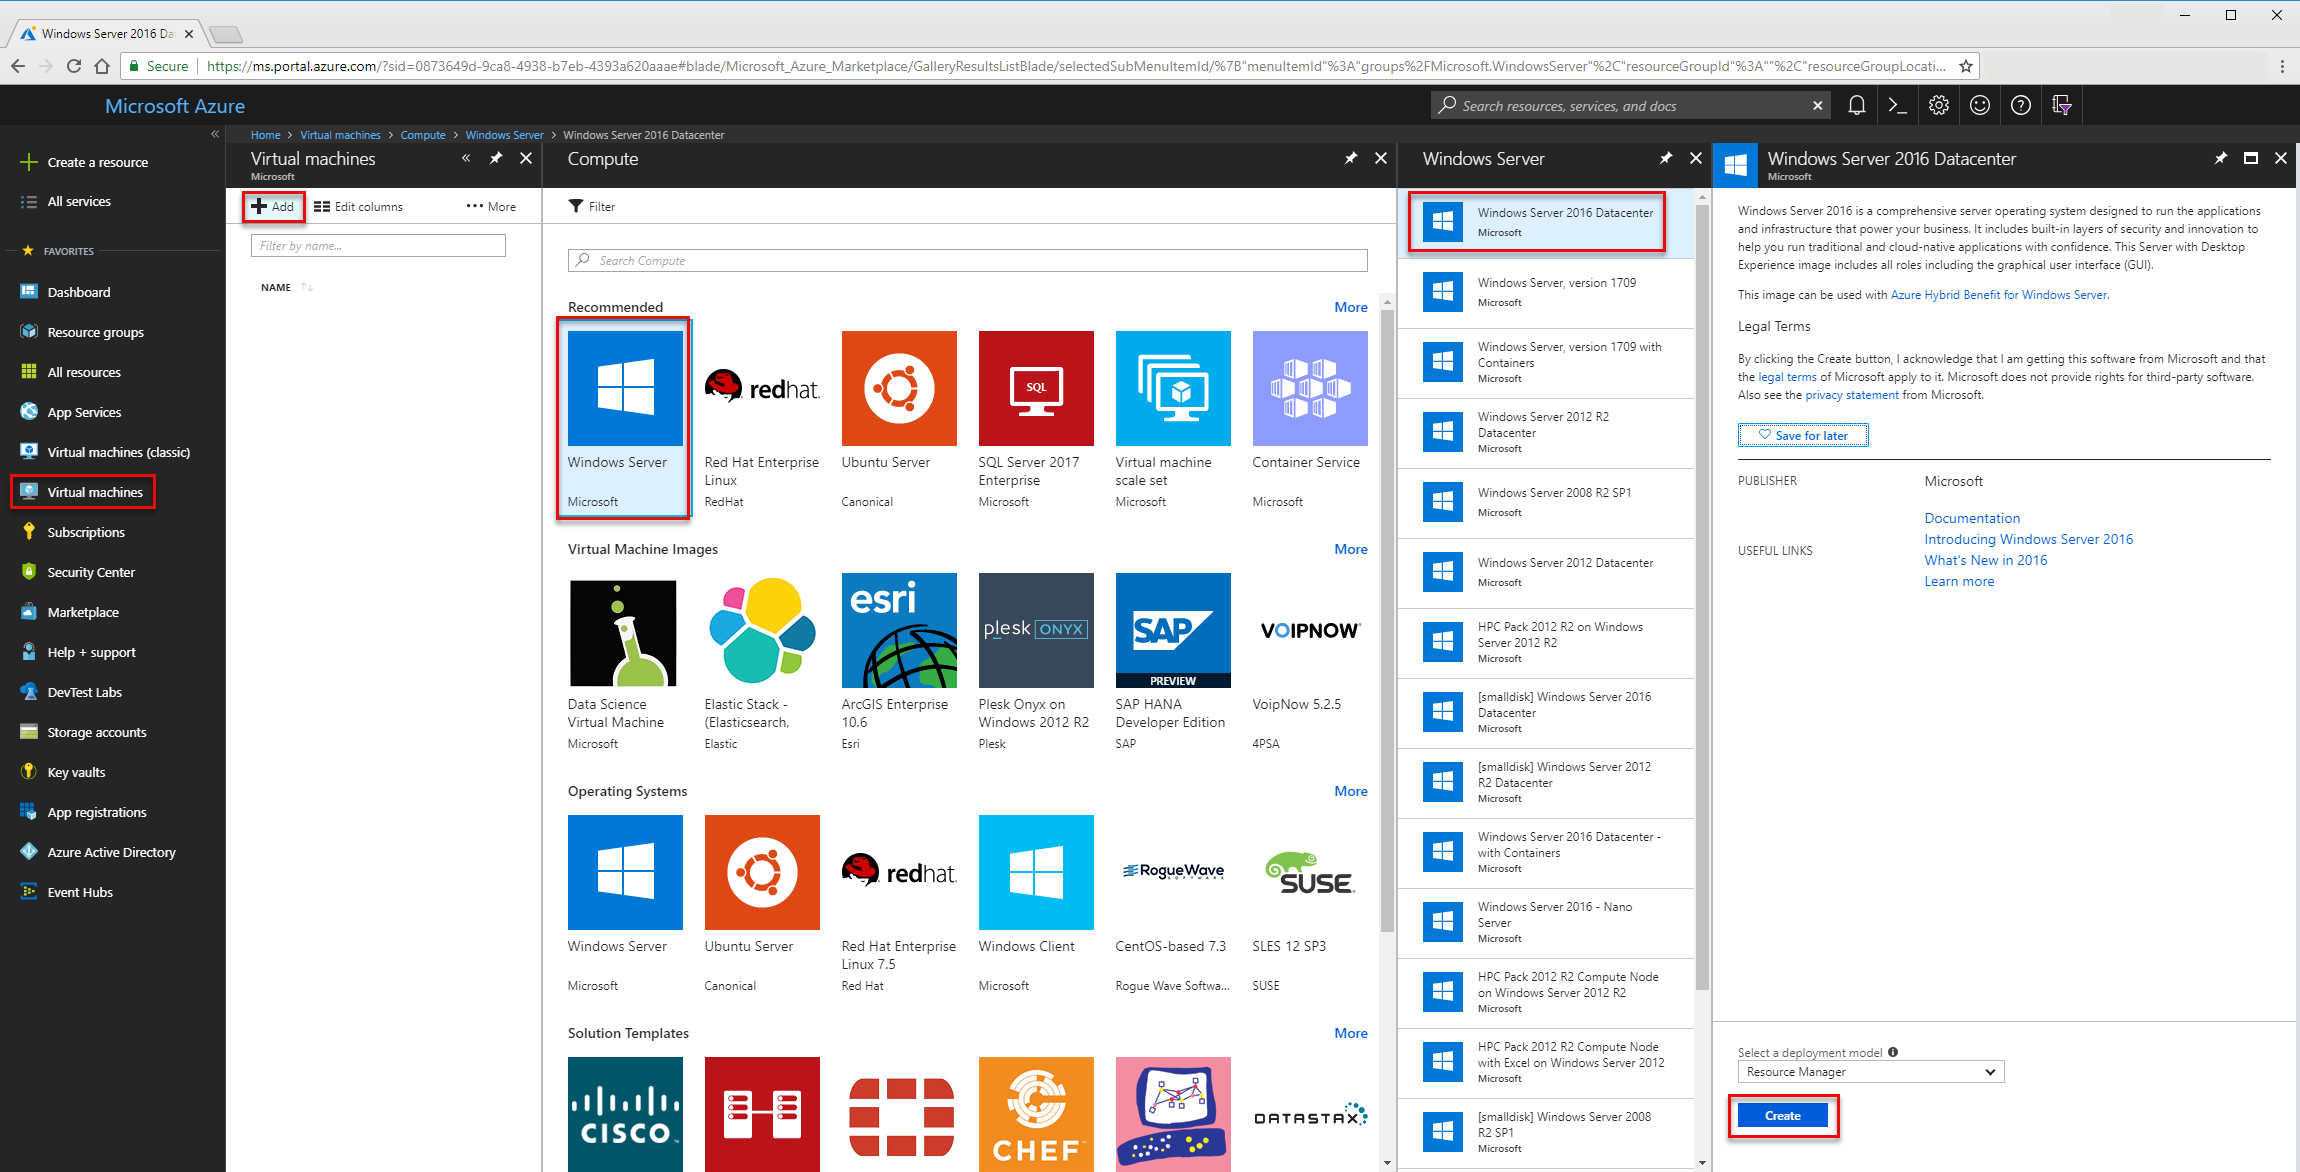 Windows Server 2016 Da
Secure
https://ms.portal.azure.com/?sid=0873649d-9ca8-4938-b7eb-4393a620aaae#blade/Microsoft_Azure_Marketplace/GalleryResultsListBlade/selectedSubMenuItemId/%7B"menuItemId"%3A"groups%2FMicrosoft.WindowsServer"%2C"resourceGroupId"%3A""%2C"resourceGroupLocati...
Microsoft Azure
Search resources, services, and docs
Home > Virtual machines > Compute > Windows Server > Windows Server 2016 Datacenter
Create a resource
All services
FAVORITES
Dashboard
Resource groups
All resources
App Services
Virtual machines (classic)
Virtual machines
Subscriptions
Security Center
Marketplace
Help + support
DevTest Labs
Storage accounts
Key vaults
App registrations
Azure Active Directory
Event Hubs
Virtual machines
Microsoft
Add
Edit columns
More
Filter by name...
NAME
Compute
Filter
Search Compute
Recommended
More
redhat.
SQL
Windows Server
Microsoft
Red Hat Enterprise
Linux
RedHat
Ubuntu Server
Canonical
SQL Server 2017
Enterprise
Microsoft
Virtual machine
scale set
Microsoft
Container Service
Microsoft
Virtual Machine Images
More
esri
plesk ONYX
SAP
PREVIEW
VOIPNOW
Data Science
Virtual Machine
Microsoft
Elastic Stack -
(Elasticsearch,
Elastic
ArcGIS Enterprise
10.6
Esri
Plesk Onyx on
Windows 2012 R2
Plesk
SAP HANA
Developer Edition
SAP
VoipNow 5.2.5
4PSA
Operating Systems
More
redhat.
RogueWave
SOFTWARE
SUSE
Windows Server
Microsoft
Ubuntu Server
Canonical
Red Hat Enterprise
Linux 7.5
Red Hat
Windows Client
Microsoft
CentOS-based 7.3
Rogue Wave Softwa...
SLES 12 SP3
SUSE
Solution Templates
More
CISCO
CHEF
DATASTAX
Windows Server
Windows Server 2016 Datacenter
Microsoft
Windows Server, version 1709
Microsoft
Windows Server, version 1709 with
Containers
Microsoft
Windows Server 2012 R2
Datacenter
Microsoft
Windows Server 2008 R2 SP1
Microsoft
Windows Server 2012 Datacenter
Microsoft
HPC Pack 2012 R2 on Windows
Server 2012 R2
Microsoft
[smalldisk] Windows Server 2016
Datacenter
Microsoft
[smalldisk] Windows Server 2012
R2 Datacenter
Microsoft
Windows Server 2016 Datacenter -
with Containers
Microsoft
Windows Server 2016 - Nano
Server
Microsoft
HPC Pack 2012 R2 Compute Node
on Windows Server 2012 R2
Microsoft
HPC Pack 2012 R2 Compute Node
with Excel on Windows Server 2012
Microsoft
[smalldisk] Windows Server 2008
R2 SP1
Microsoft
Windows Server 2016 Datacenter
Microsoft
Windows Server 2016 is a comprehensive server operating system designed to run the applications
and infrastructure that power your business. It includes built-in layers of security and innovation to
help you run traditional and cloud-native applications with confidence. This Server with Desktop
Experience image includes all roles including the graphical user interface (GUI).
This image can be used with Azure Hybrid Benefit for Windows Server.
Legal Terms
By clicking the Create button, I acknowledge that I am getting this software from Microsoft and that
the legal terms of Microsoft apply to it. Microsoft does not provide rights for third-party software.
Also see the privacy statement from Microsoft.
Save for later
PUBLISHER
Microsoft
USEFUL LINKS
Documentation
Introducing Windows Server 2016
What's New in 2016
Learn more
Select a deployment model
Resource Manager
Create